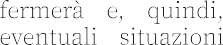 fermerà e, quindi,
eventuali situazioni